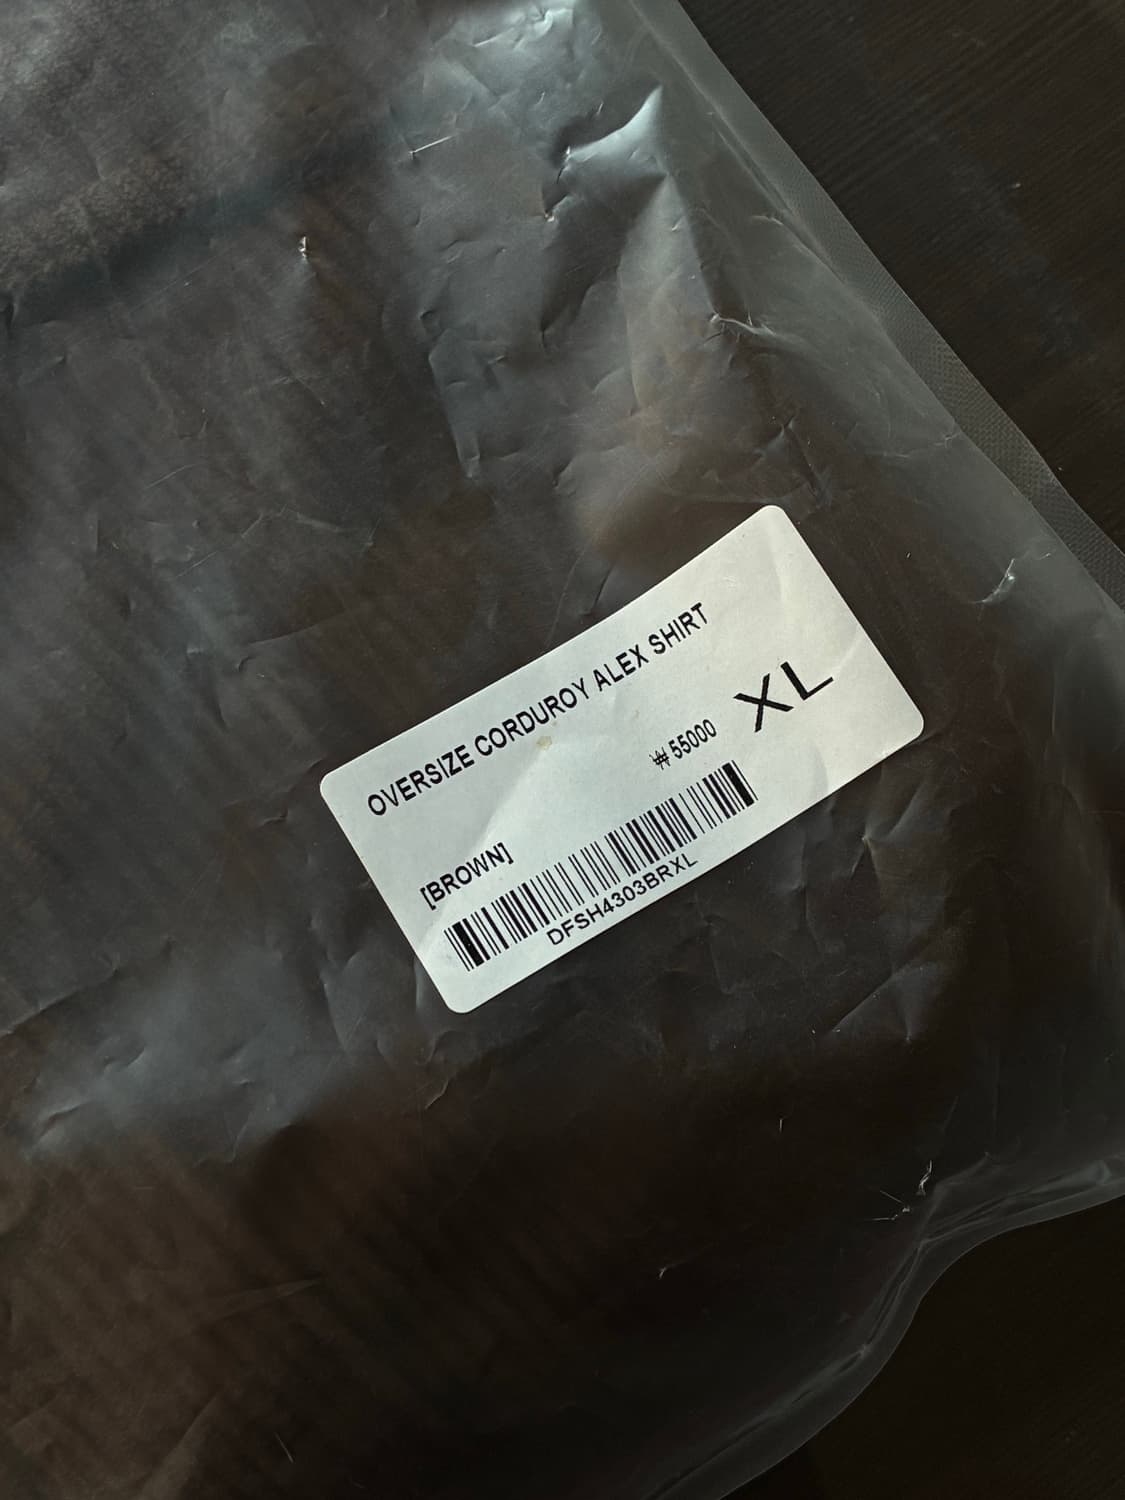 OVERSIZE CORDUROY ALEX SHIRT
₩ 55000
XL
[BROWN]
DFSH4303BRXL